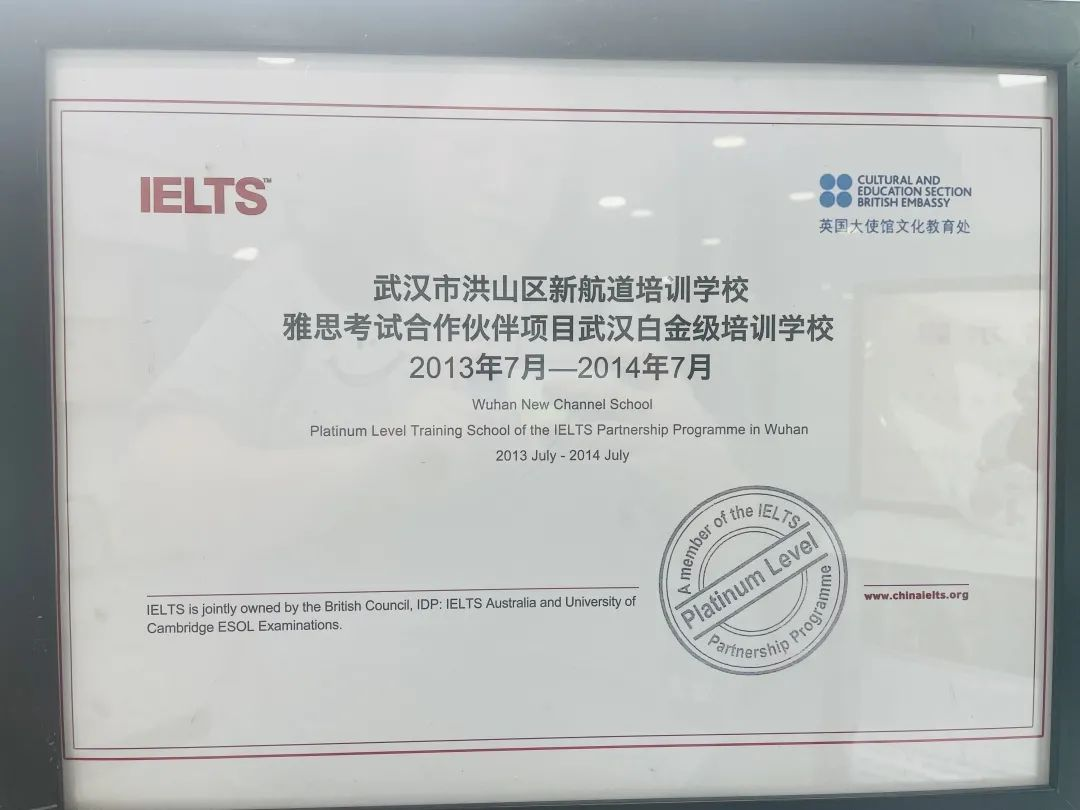 IELTS™
CULTURAL AND
EDUCATION SECTION
BRITISH EMBASSY
英国大使馆文化教育处
武汉市洪山区新航道培训学校
雅思考试合作伙伴项目武汉白金级培训学校
2013年7月—2014年7月
Wuhan New Channel School
Platinum Level Training School of the IELTS Partnership Programme in Wuhan
2013 July - 2014 July
A member of the IELTS
Platinum Level
Partnership Programme
IELTS is jointly owned by the British Council, IDP: IELTS Australia and University of
Cambridge ESOL Examinations.
www.chinaielts.org